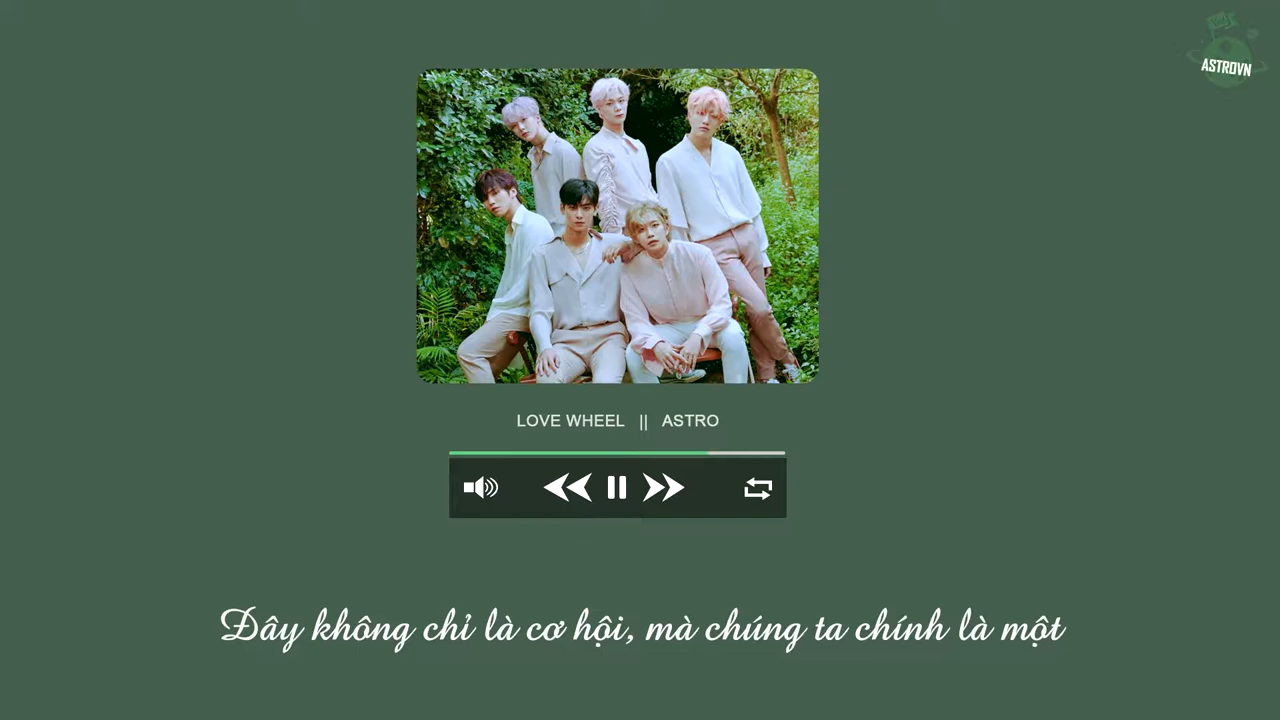 ASTROVN
LOVE WHEEL || ASTRO
Đây không chỉ là cơ hội, mà chúng ta chính là một